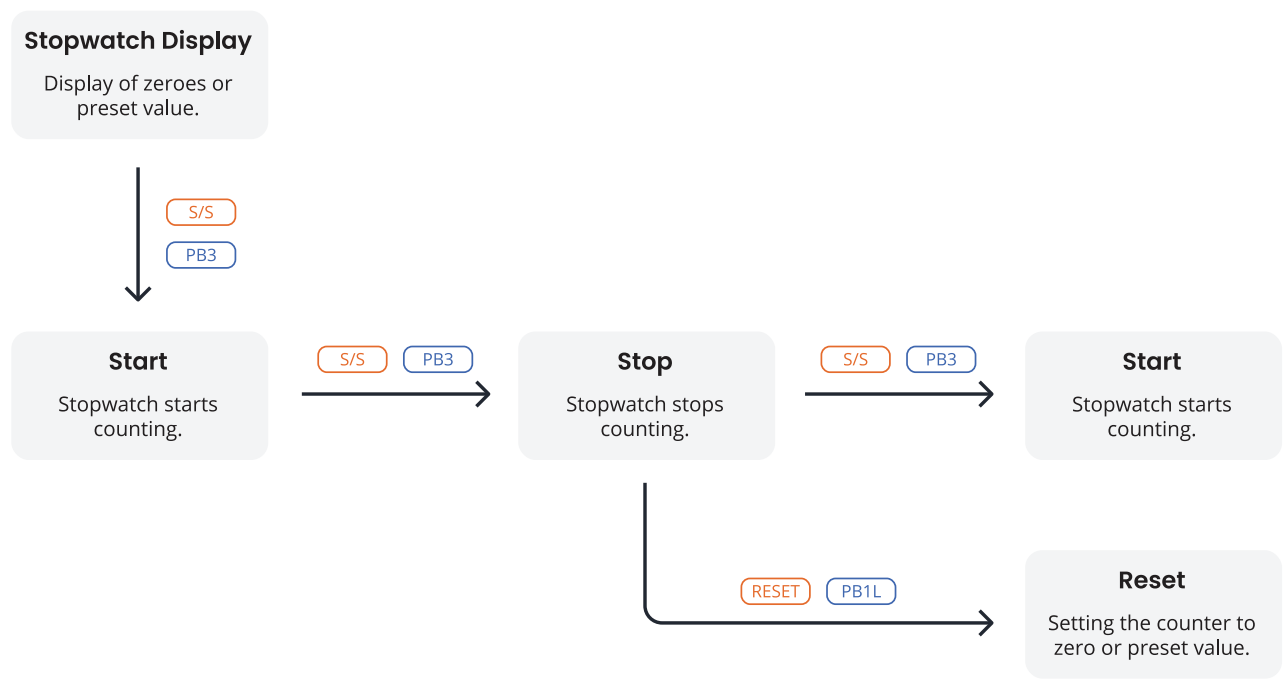 Stopwatch Display
Display of zeroes or
preset value.
S/S
PB3
Start
Stopwatch starts
counting.
S/S PB3
Stop
Stopwatch stops
counting.
S/S PB3
Start
Stopwatch starts
counting.
RESET PB1L
Reset
Setting the counter to
zero or preset value.